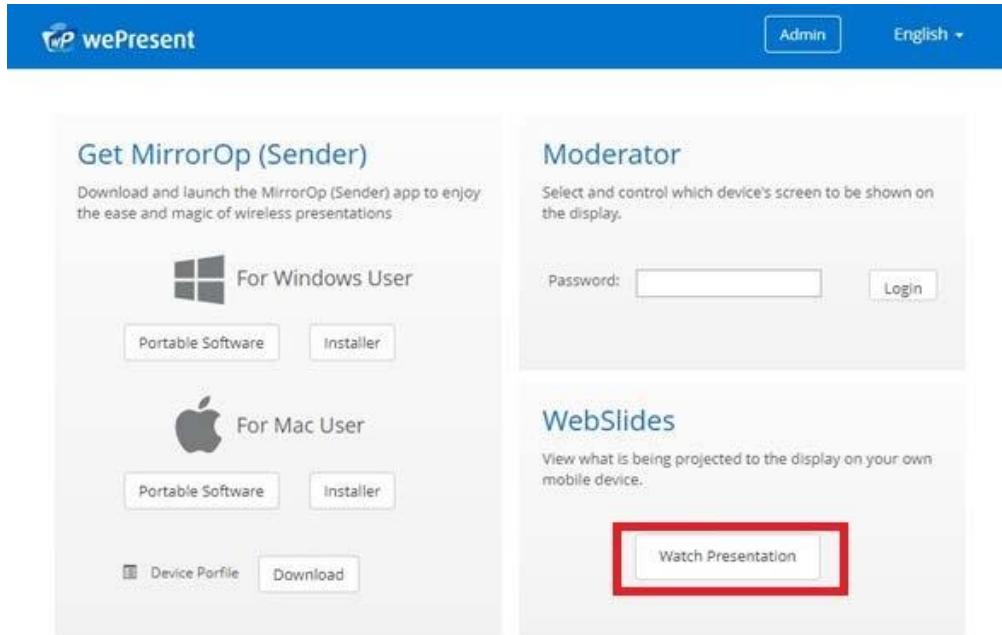 wePresent
Admin
English
Get MirrorOp (Sender)
Download and launch the MirrorOp (Sender) app to enjoy
the ease and magic of wireless presentations
For Windows User
Portable Software
Installer
For Mac User
Portable Software
Installer
Device Porfile
Download
Moderator
Select and control which device's screen to be shown on
the display.
Password:
Login
WebSlides
View what is being projected to the display on your own
mobile device.
Watch Presentation